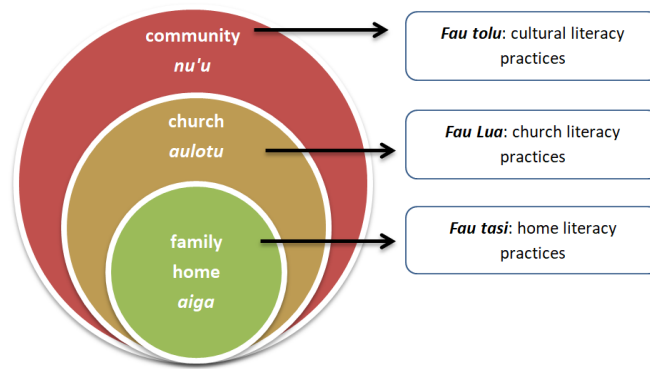 community
nu'u
Fau tolu: cultural literacy
practices
church
aulotu
Fau Lua: church literacy
practices
family
home
aiga
Fau tasi: home literacy
practices